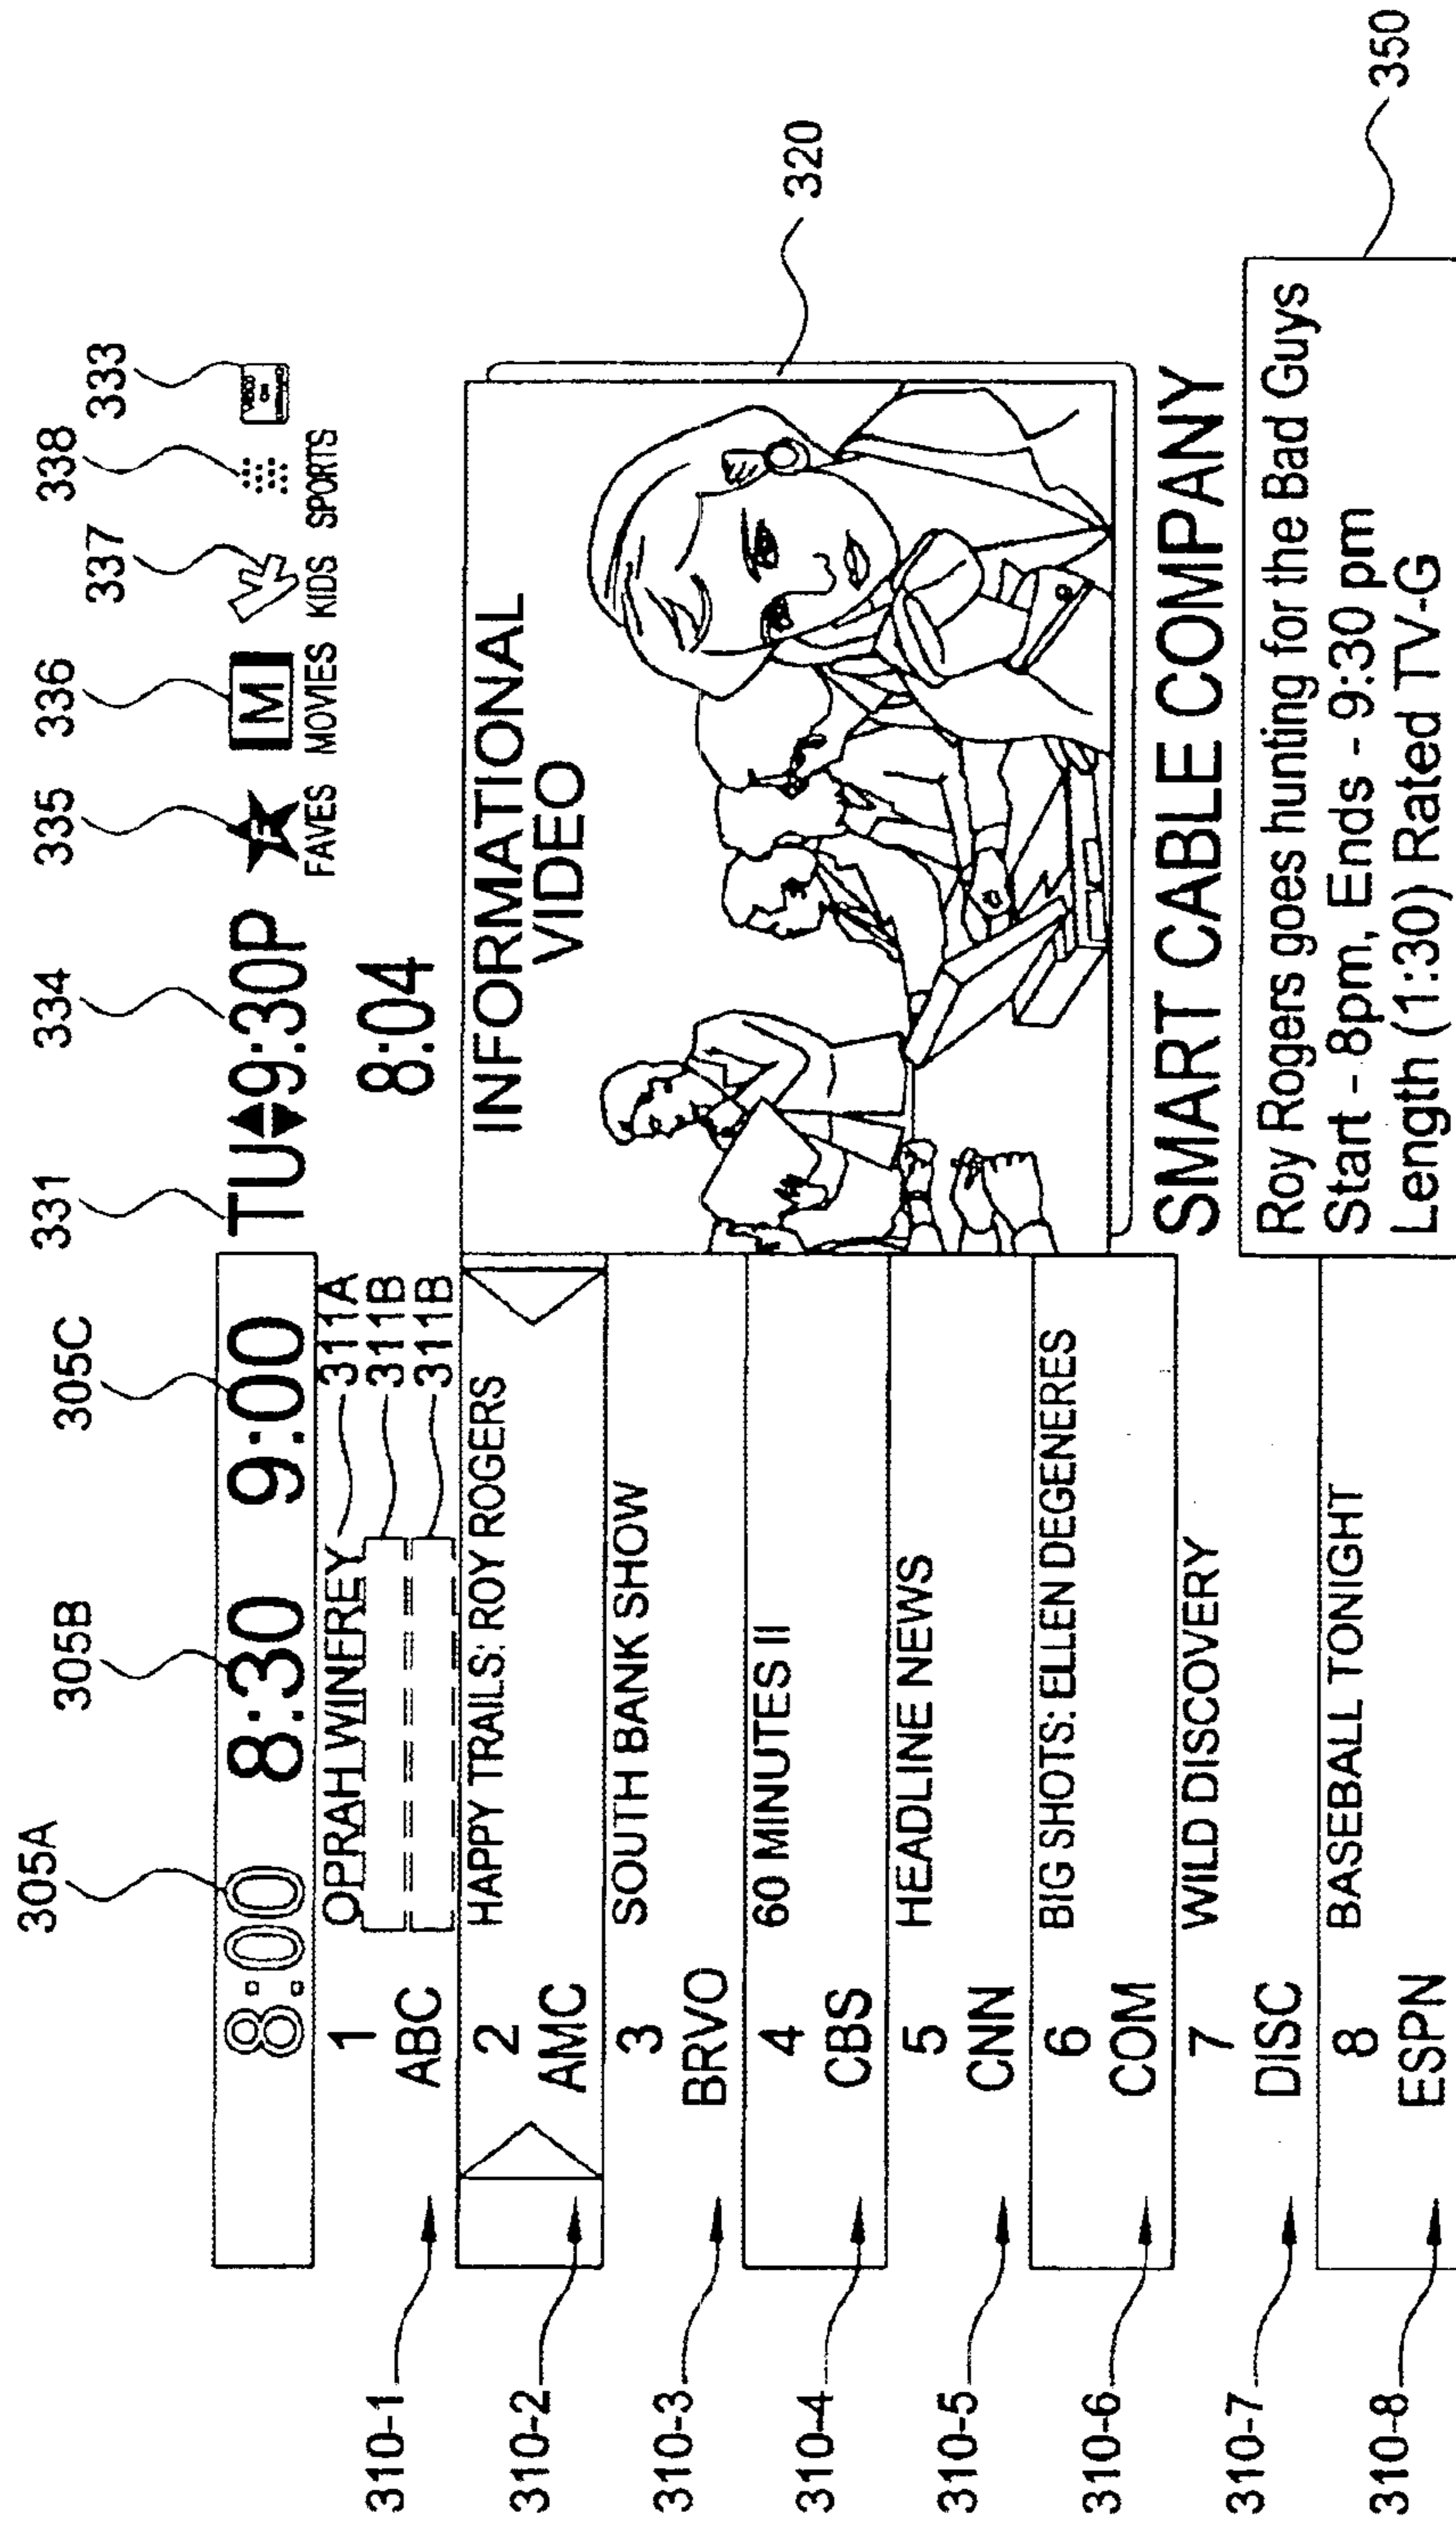 305A
305B
305C
331
334
335
336
337
338
333
8:00 8:30 9:00
TU 9:30P
F
M
FAVES MOVIES KIDS SPORTS
8:04
1
ABC
OPRAH WINFREY
311A
311B
311B
2
AMC
HAPPY TRAILS: ROY ROGERS
3
BRVO
SOUTH BANK SHOW
4
CBS
60 MINUTES II
5
CNN
HEADLINE NEWS
6
COM
BIG SHOTS: ELLEN DEGENERES
7
DISC
WILD DISCOVERY
8
ESPN
BASEBALL TONIGHT
310-1
310-2
310-3
310-4
310-5
310-6
310-7
310-8
INFORMATIONAL
VIDEO
320
SMART CABLE COMPANY
Roy Rogers goes hunting for the Bad Guys
Start - 8pm, Ends - 9:30 pm
Length (1:30) Rated TV-G
350